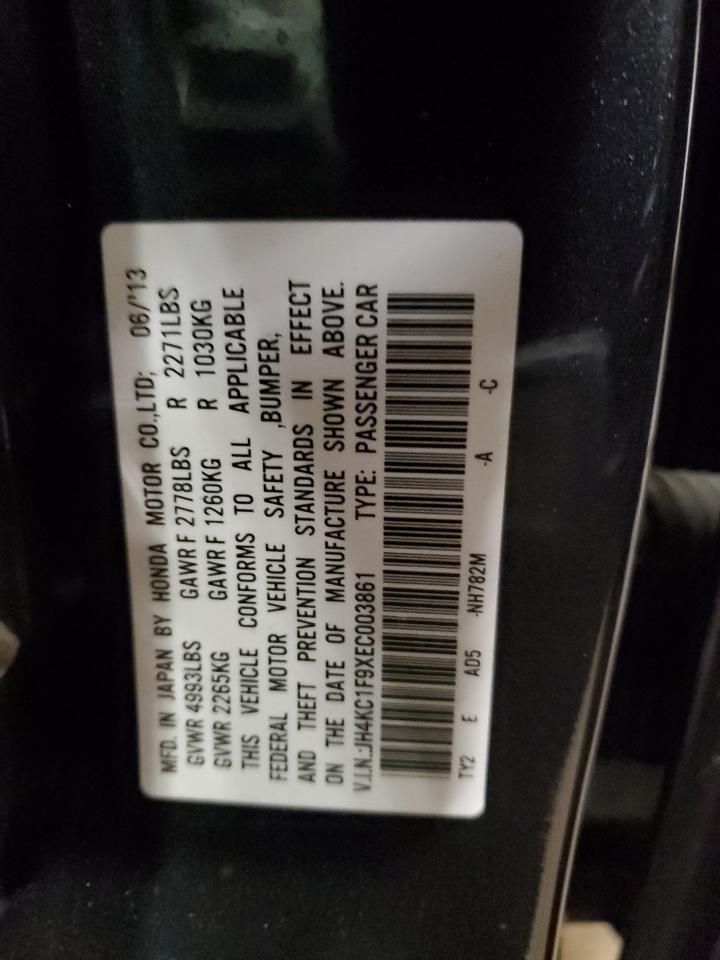 MFD. IN JAPAN BY HONDA MOTOR CO.,LTD; 06/'13
GVWR 4993LBS GAWR F 2778LBS R 2271LBS
GVWR 2265KG GAWR F 1260KG R 1030KG
THIS VEHICLE CONFORMS TO ALL APPLICABLE
FEDERAL MOTOR VEHICLE SAFETY ,BUMPER,
AND THEFT PREVENTION STANDARDS IN EFFECT
ON THE DATE OF MANUFACTURE SHOWN ABOVE.
V.I.N.:JH4KC1F9XEC003861 TYPE: PASSENGER CAR
TY2 E AD5 -NH782M -A -C